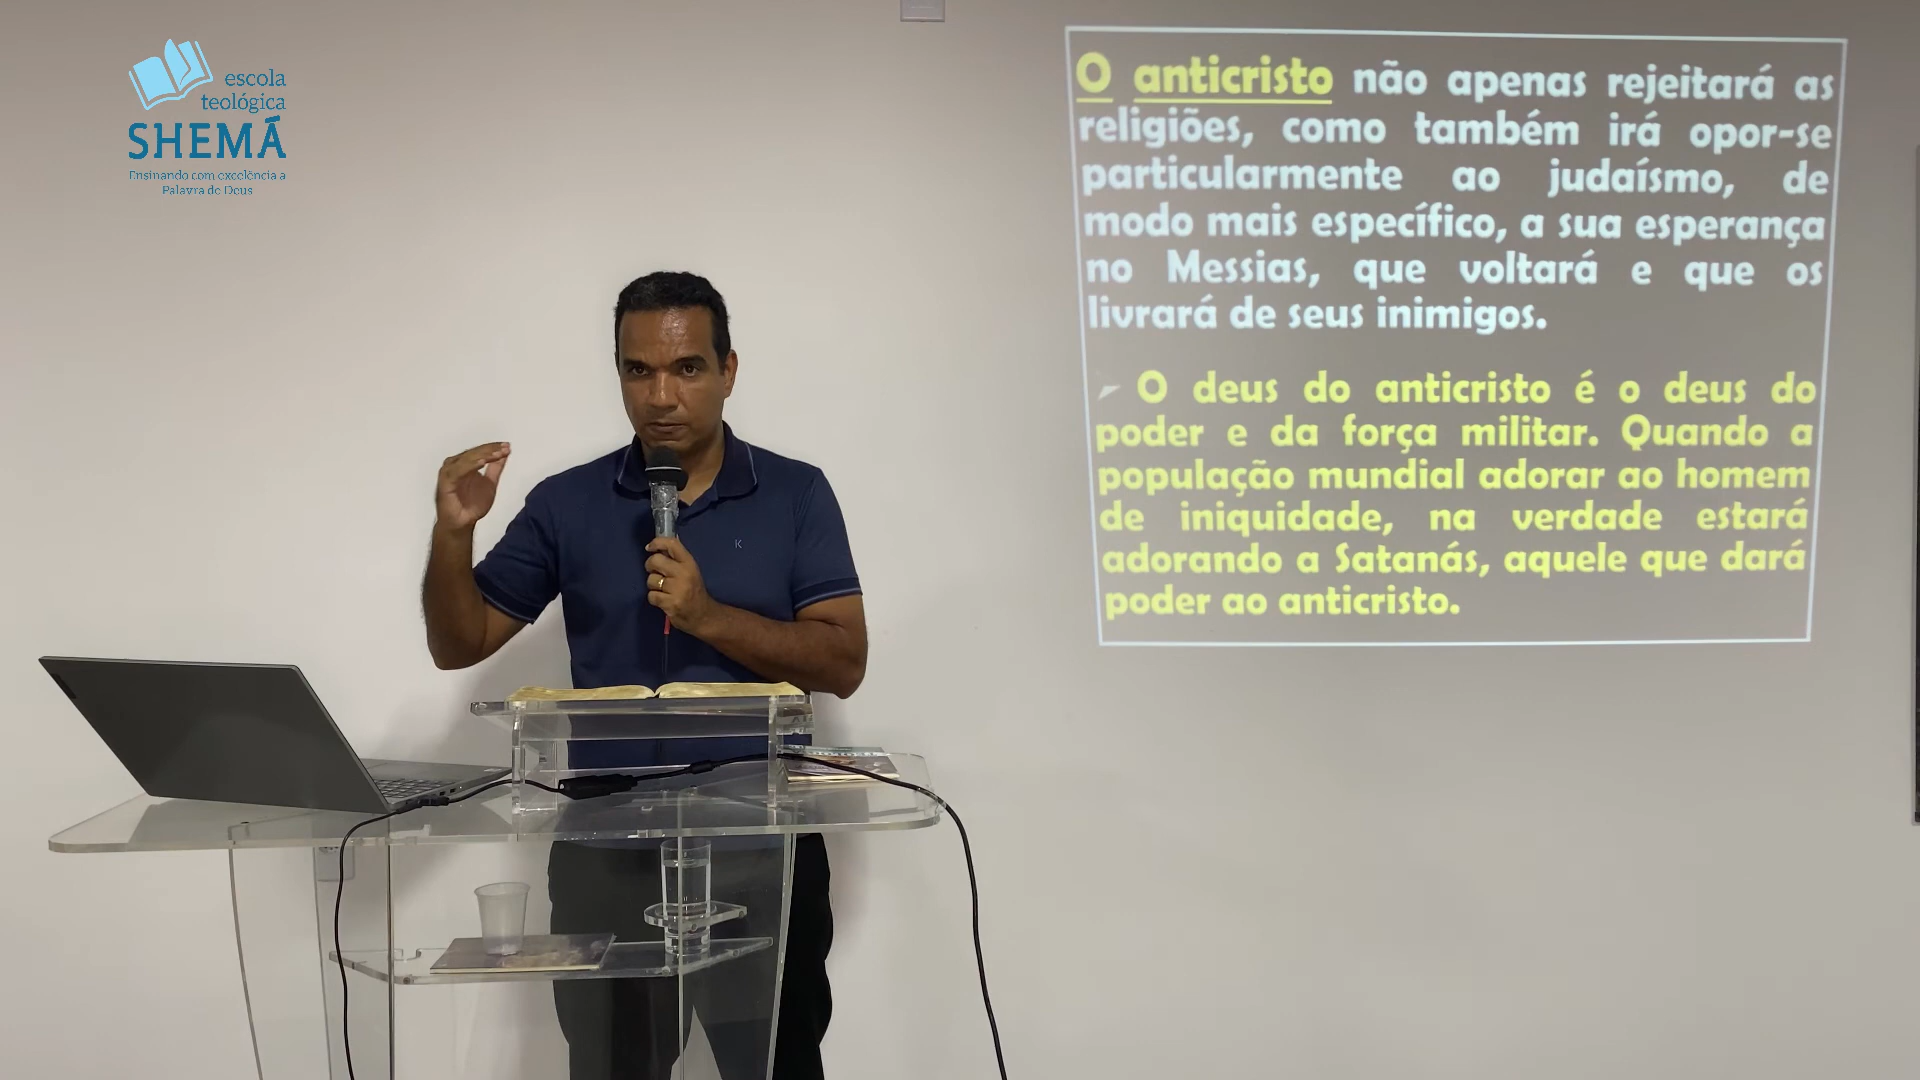 escola
teológica
SHEMÁ
Ensinando com excelência a
Palavra de Deus
O anticristo não apenas rejeitará as
religiões, como também irá opor-se
particularmente ao judaísmo, de
modo mais específico, a sua esperança
no Messias, que voltará e que os
livrará de seus inimigos.
O deus do anticristo é o deus do
poder e da força militar. Quando a
população mundial adorar ao homem
de iniquidade, na verdade estará
adorando a Satanás, aquele que dará
poder ao anticristo.
K